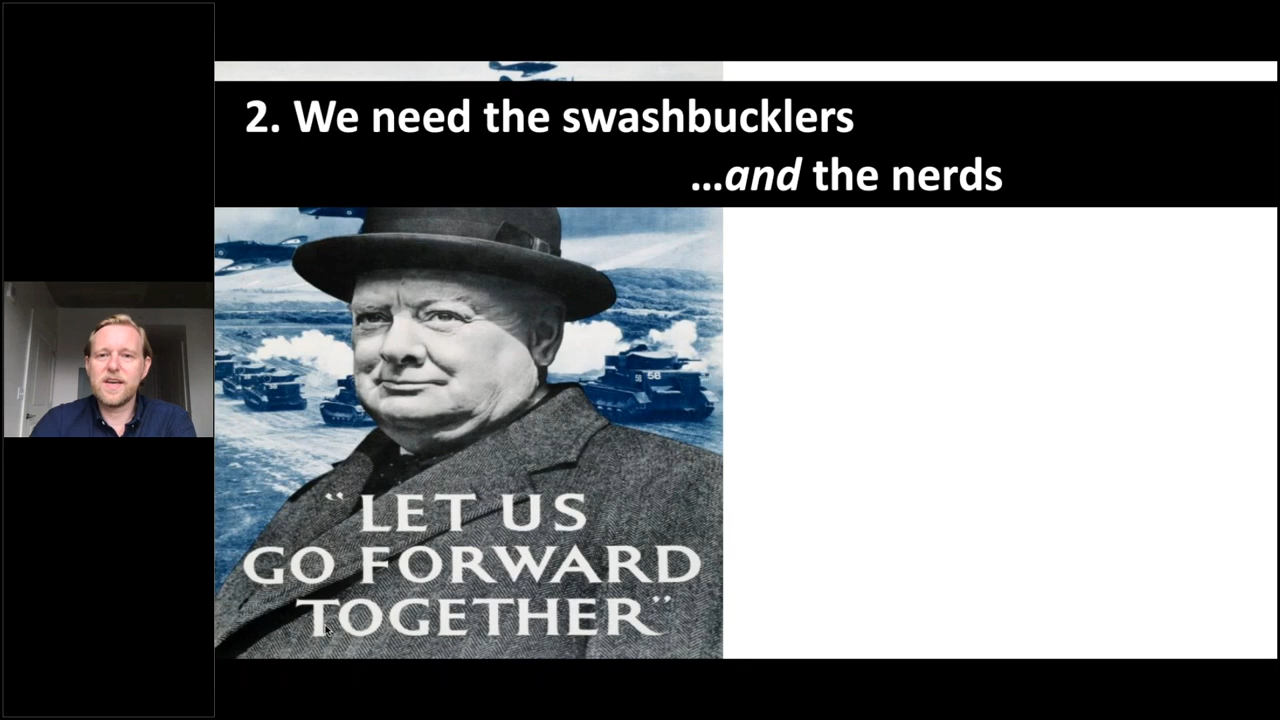 2. We need the swashbucklers
…and the nerds
“LET US
GO FORWARD
TOGETHER”